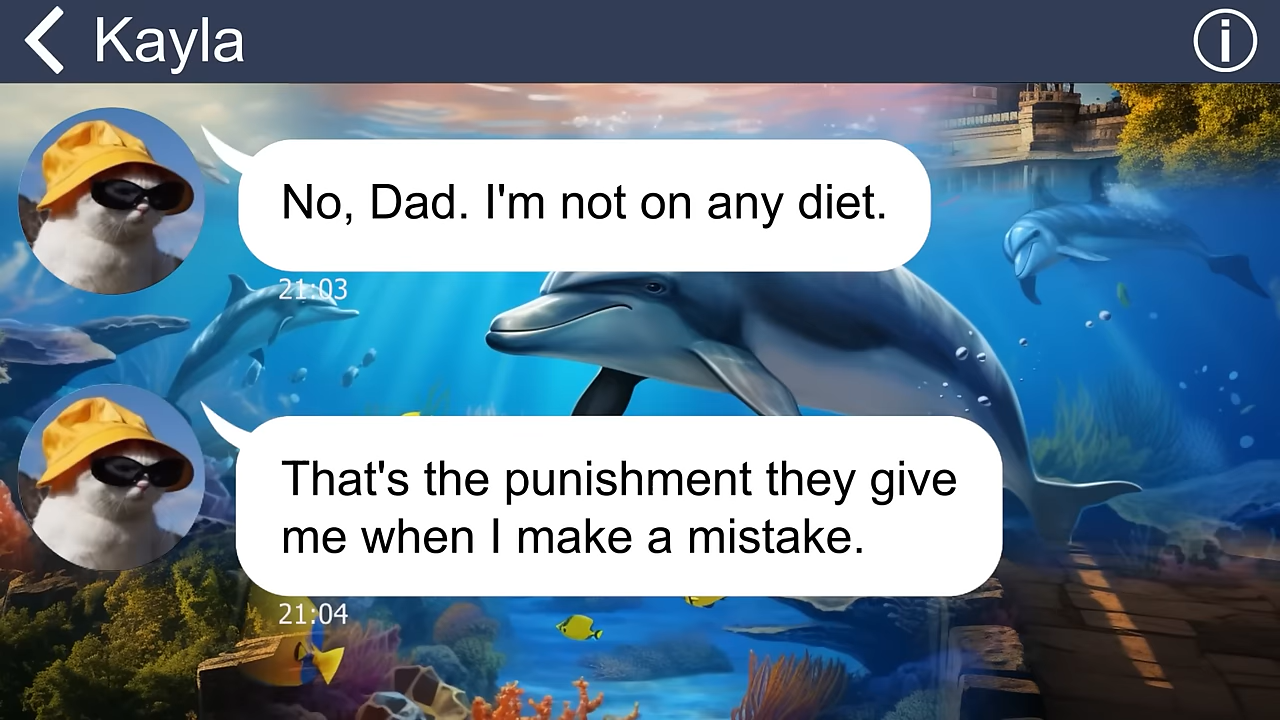 Kayla
No, Dad. I'm not on any diet.
21:03
That's the punishment they give
me when I make a mistake.
21:04